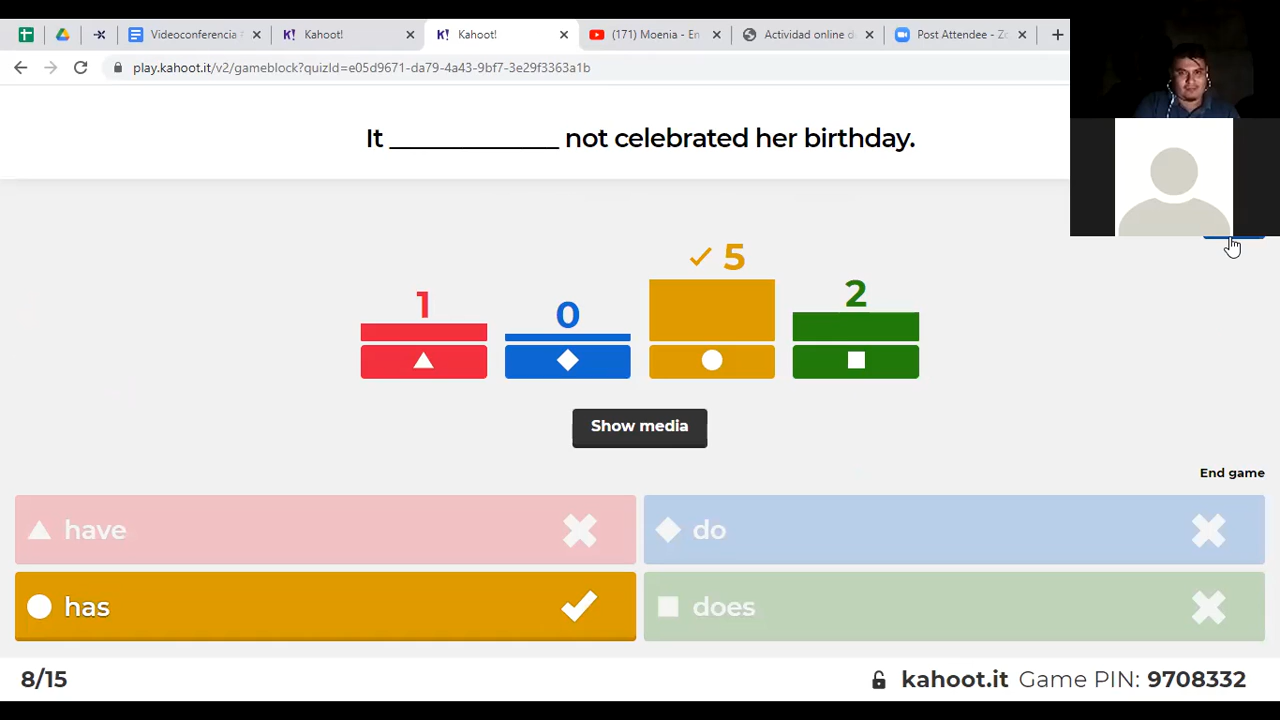 Videoconferencia
K! Kahoot!
K! Kahoot!
(171) Moenia - En
Actividad online d
Post Attendee - Zo
play.kahoot.it/v2/gameblock?quizId=e05d9671-da79-4a43-9bf7-3e29f3363a1b
It _____________ not celebrated her birthday.
1
0
5
2
Show media
End game
have
do
has
does
8/15
kahoot.it Game PIN: 9708332